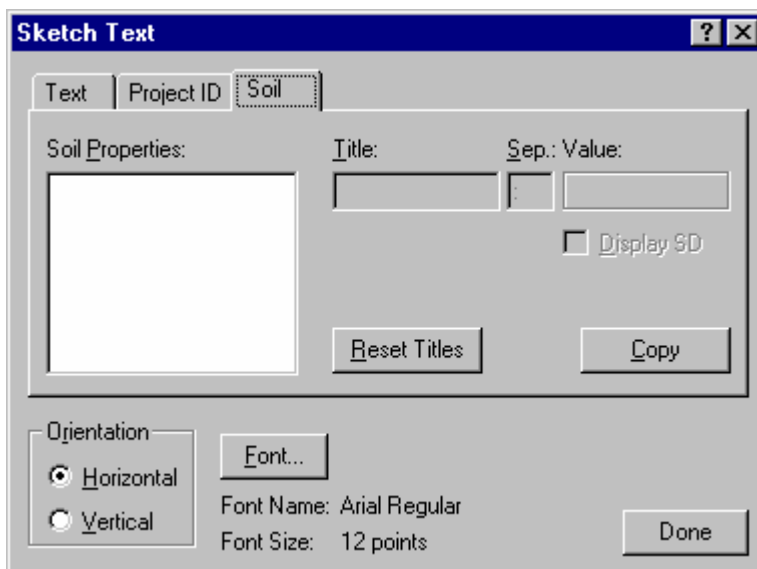 Sketch Text
Text Project ID Soil
Soil Properties: Title: Sep.: Value:
:
Display SD
Reset Titles Copy
Orientation
Horizontal
Vertical
Font...
Font Name: Arial Regular
Font Size: 12 points
Done